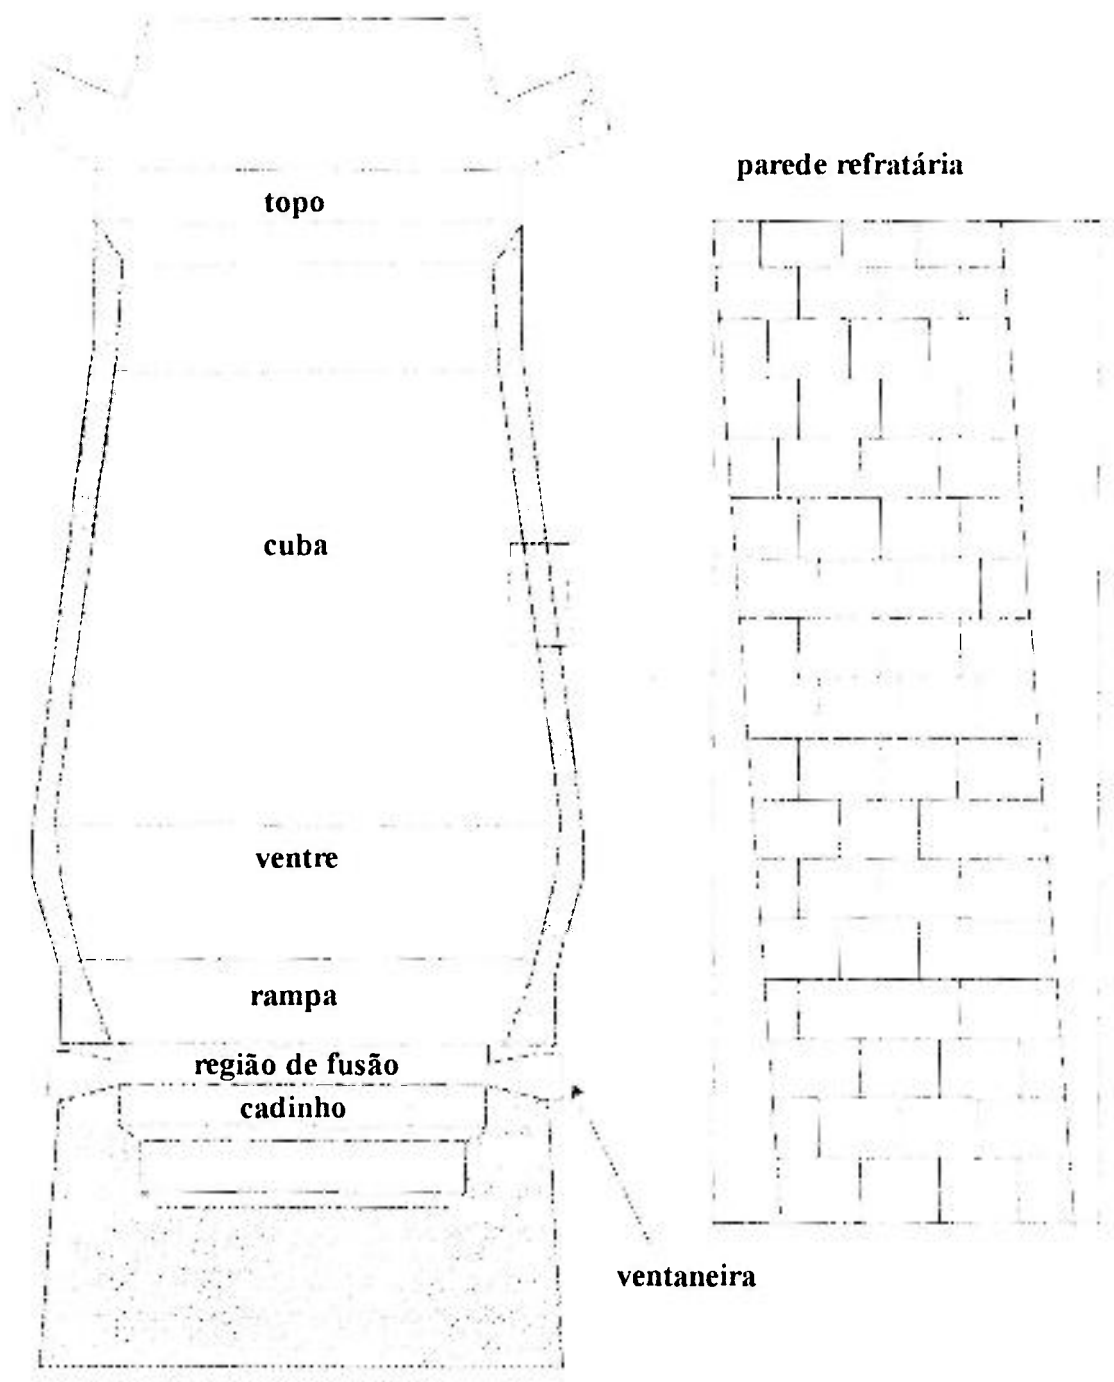 parede refratária
topo
cuba
ventre
rampa
região de fusão
cadinho
ventaneira